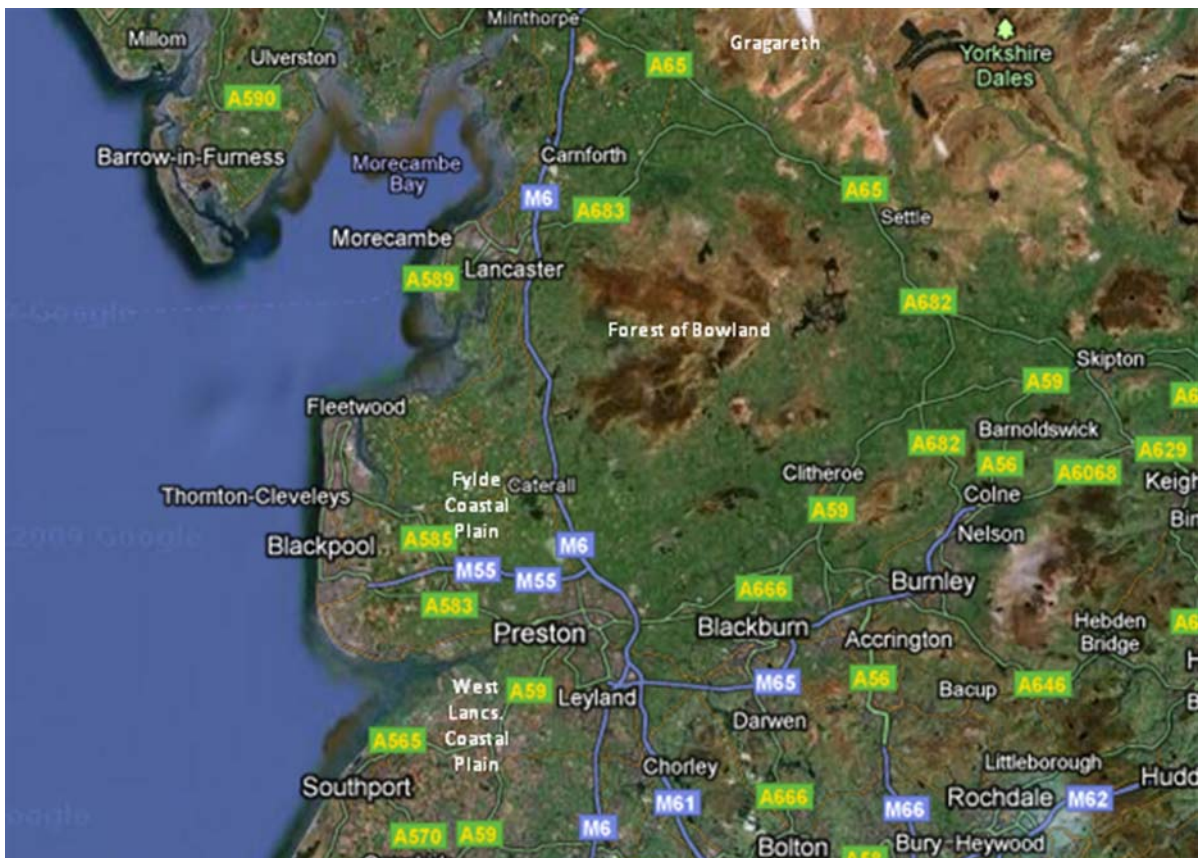 Milnthorpe
Millom
Gragareth
Ulverston
A65
Yorkshire
Dales
A590
Barrow-in-Furness
Morecambe
Bay
Carnforth
M6
A683
A65
Settle
Morecambe
A589
Lancaster
A682
Google
Forest of Bowland
Skipton
A59
Fleetwood
Barnoldswick
A682
A629
Clitheroe
A56
A6068
Fylde
Coastal
Plain
Caterall
Thornton-Cleveleys
Colne
A59
Nelson
2009 Google
Blackpool
A585
M6
M55
M55
Burnley
A666
A583
Preston
Blackburn
Accrington
Hebden
Bridge
West
Lancs.
Coastal
Plain
A59
Leyland
M65
A56
Bacup
A646
Darwen
A565
Littleborough
Chorley
Southport
M61
A666
M66
Rochdale
M62
M6
A570
A59
Bolton
Bury
Heywood
A58